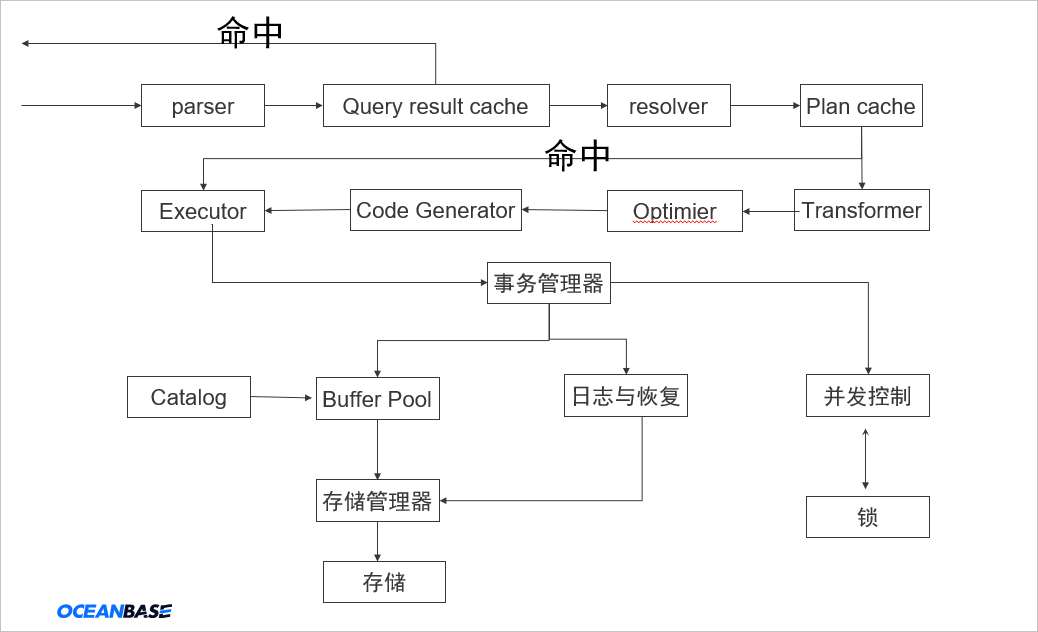 命中
parser
Query result cache
resolver
Plan cache
命中
Executor
Code Generator
Optimier
Transformer
事务管理器
Catalog
Buffer Pool
日志与恢复
并发控制
存储管理器
锁
存储
OCEANBASE